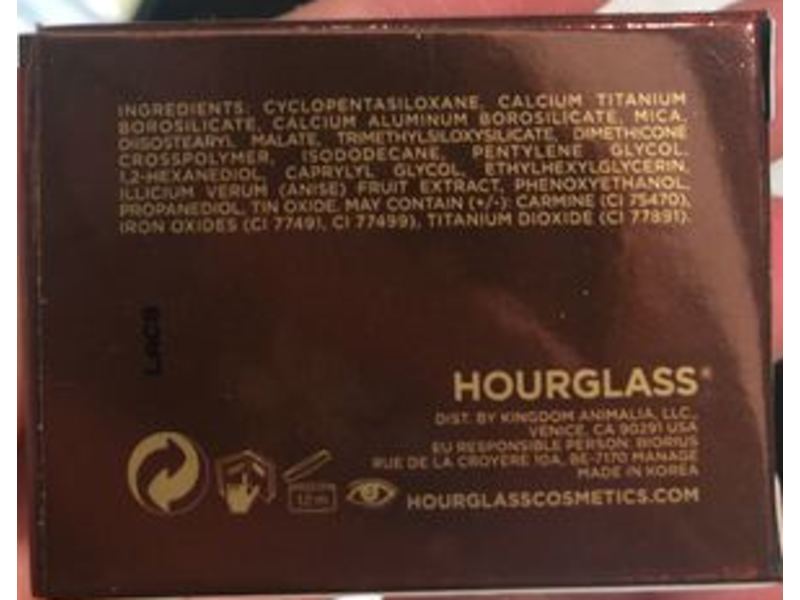 INGREDIENTS: CYCLOPENTASILOXANE, CALCIUM TITANIUM
BOROSILICATE, CALCIUM ALUMINUM BOROSILICATE, MICA,
DIISOSTEARYL MALATE, TRIMETHYLSILOXYSILICATE, DIMETHICONE
CROSSPOLYMER, ISODODECANE, PENTYLENE GLYCOL,
1,2-HEXANEDIOL, CAPRYLYL GLYCOL, ETHYLHEXYLGLYCERIN,
ILLICIUM VERUM (ANISE) FRUIT EXTRACT, PHENOXYETHANOL,
PROPANEDIOL, TIN OXIDE. MAY CONTAIN (+/-): CARMINE (CI 75470),
IRON OXIDES (CI 77491, CI 77499), TITANIUM DIOXIDE (CI 77891).
HOURGLASS®
DIST. BY KINGDOM ANIMALIA, LLC.,
VENICE, CA 90291 USA
EU RESPONSIBLE PERSON: BIORIUS
RUE DE LA CROYERE 10A, BE-7170 MANAGE
MADE IN KOREA
HOURGLASSCOSMETICS.COM